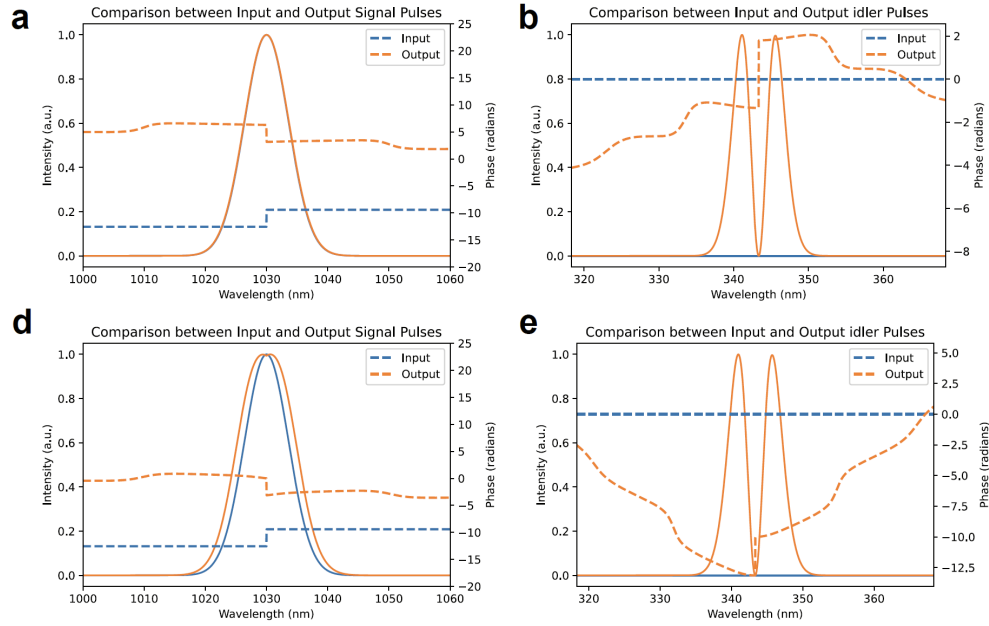 a
Comparison between Input and Output Signal Pulses
1.0
0.8
0.6
0.4
0.2
0.0
Intensity (a.u.)
25
20
15
10
5
0
−5
−10
−15
−20
Phase (radians)
Input
Output
1000 1010 1020 1030 1040 1050 1060
Wavelength (nm)
b
Comparison between Input and Output idler Pulses
1.0
0.8
0.6
0.4
0.2
0.0
Intensity (a.u.)
2
0
−2
−4
−6
−8
Phase (radians)
Input
Output
320 330 340 350 360
Wavelength (nm)
d
Comparison between Input and Output Signal Pulses
1.0
0.8
0.6
0.4
0.2
0.0
Intensity (a.u.)
25
20
15
10
5
0
−5
−10
−15
−20
Phase (radians)
Input
Output
1000 1010 1020 1030 1040 1050 1060
Wavelength (nm)
e
Comparison between Input and Output idler Pulses
1.0
0.8
0.6
0.4
0.2
0.0
Intensity (a.u.)
5.0
2.5
0.0
−2.5
−5.0
−7.5
−10.0
−12.5
Phase (radians)
Input
Output
320 330 340 350 360
Wavelength (nm)